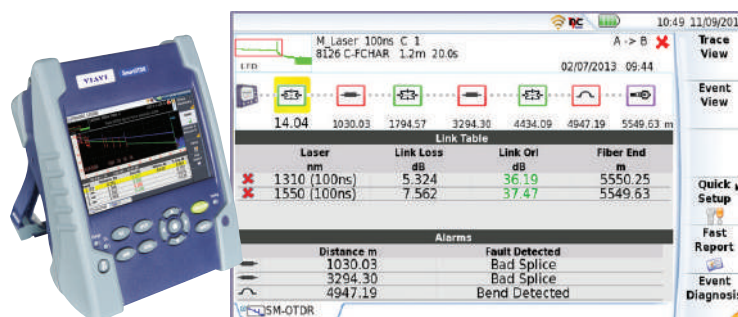 VIAVI
SmartOTDR
10:49 11/09/201
M_Laser 100ns C 1
8126 C-FCHAR 1.2m 20.0s
A -> B
02/07/2013 09:44
14.04 1030.03 1794.57 3294.30 4434.09 4947.19 5549,63 m
Link Table
Laser Link Loss Link Orl Fiber End
nm dB dB m
1310 (100ns) 5.324 36.19 5550.25
1550 (100ns) 7.562 37.47 5549.63
Alarms
Distance m Fault Detected
1030.03 Bad Splice
3294.30 Bad Splice
4947.19 Bend Detected
SM-OTDR
Trace
View
Event
View
Quick
Setup
Fast
Report
Event
Diagnosis